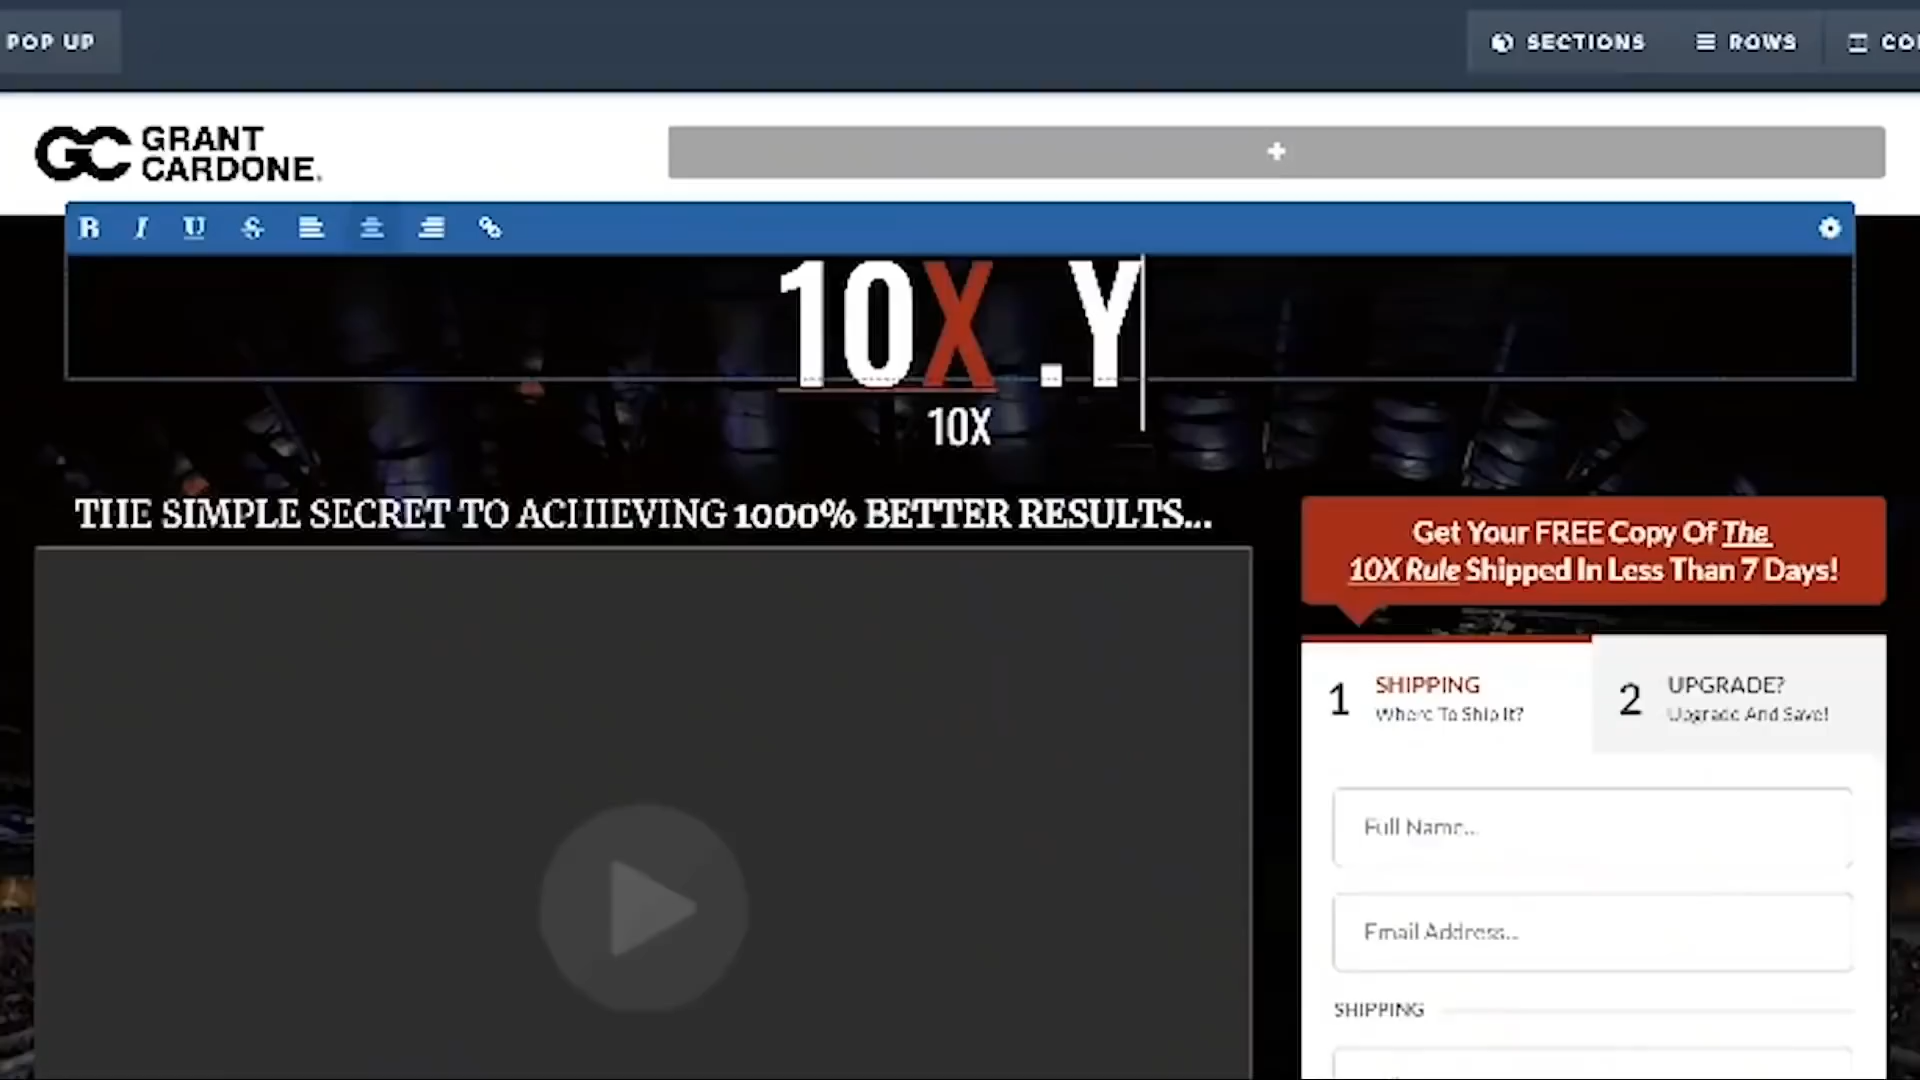 POP UP
SECTIONS
ROWS
GC GRANT
CARDONE.
B I U S
10X .Y
10X
THE SIMPLE SECRET TO ACHIEVING 1000% BETTER RESULTS...
Get Your FREE Copy Of The
10X Rule Shipped In Less Than 7 Days!
1
SHIPPING
Where To Ship It?
2
UPGRADE?
Upgrade And Save!
Full Name...
Email Address...
SHIPPING